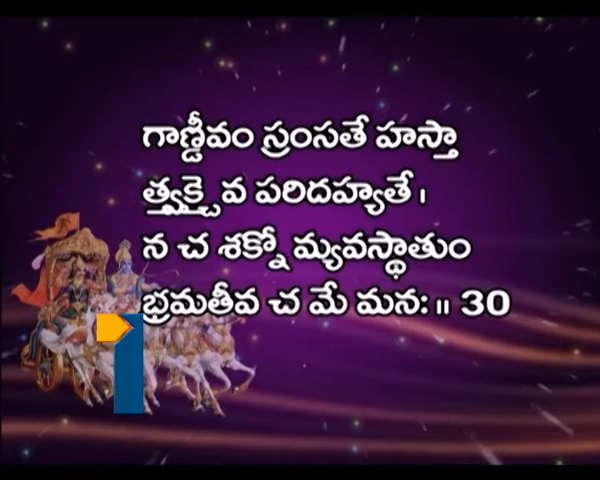 గాణ్డీవం స్రంసతే హస్తా
త్త్వక్చైవ పరిదహ్యతే ।
న చ శక్నో మ్యవస్థాతుం
భ్రమతీవ చ మే మనః ॥ 30